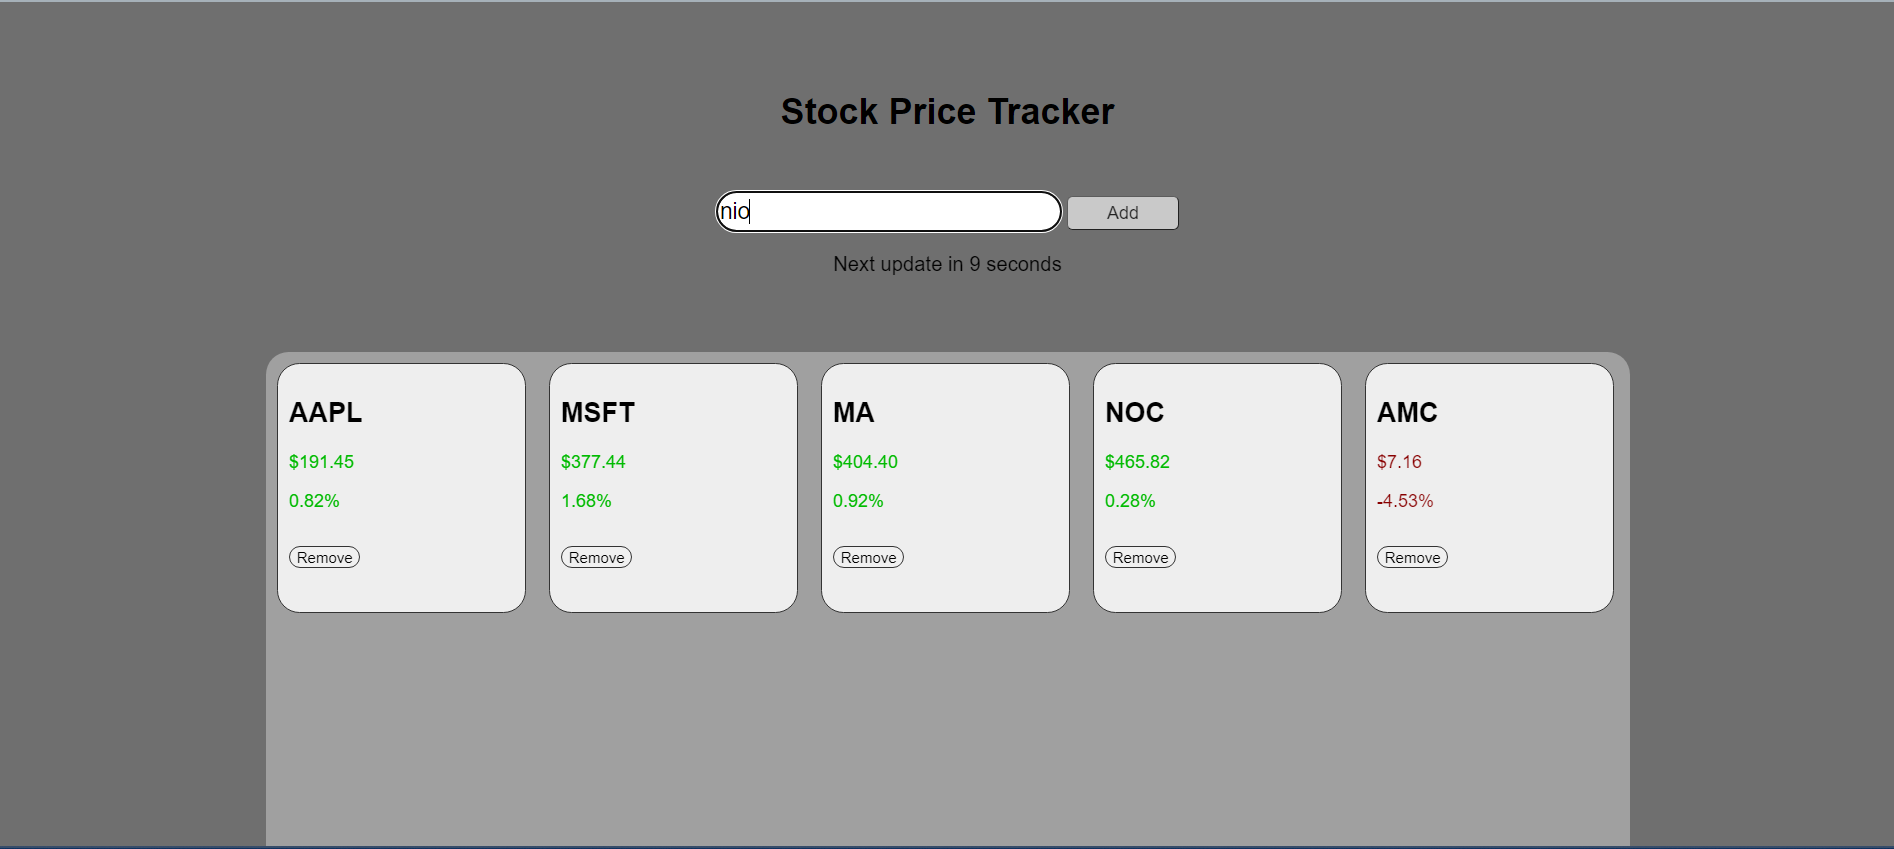 Stock Price Tracker
nio
Add
Next update in 9 seconds
AAPL
$191.45
0.82%
Remove
MSFT
$377.44
1.68%
Remove
MA
$404.40
0.92%
Remove
NOC
$465.82
0.28%
Remove
AMC
$7.16
-4.53%
Remove